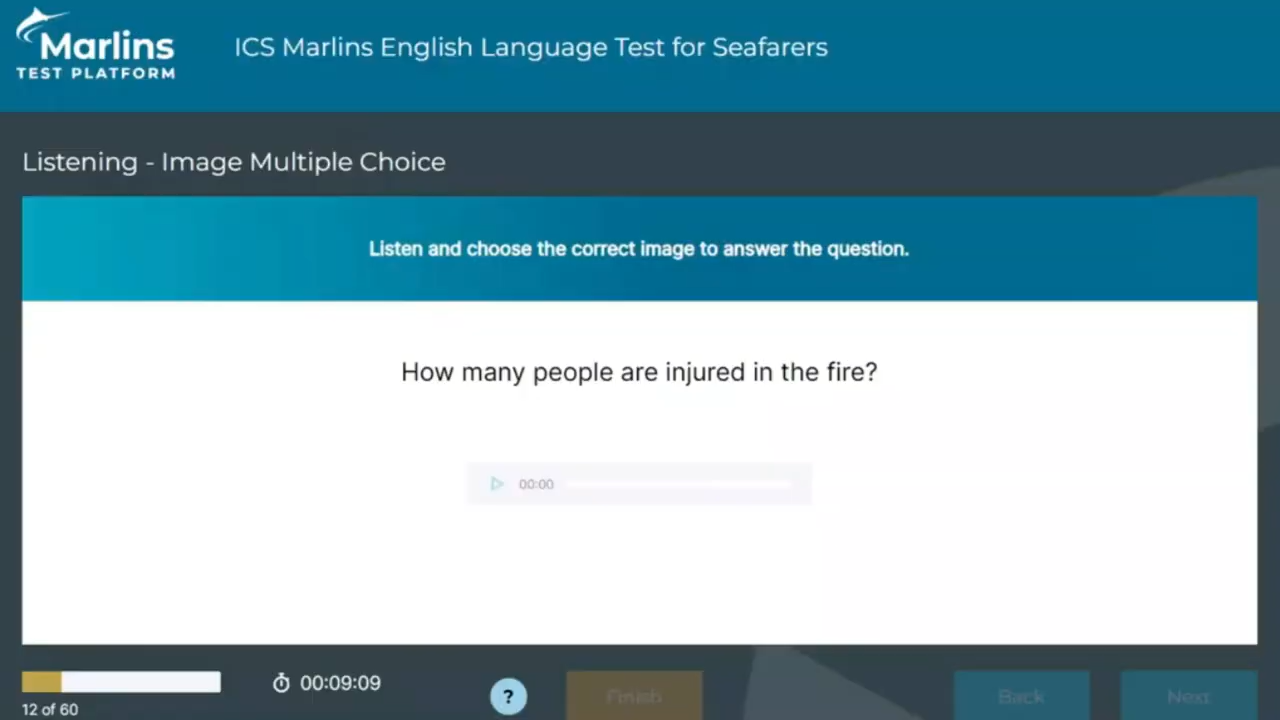 Marlins
TEST PLATFORM
ICS Marlins English Language Test for Seafarers
Listening - Image Multiple Choice
Listen and choose the correct image to answer the question.
How many people are injured in the fire?
00:00
12 of 60
00:09:09
?
Finish
Back
Next